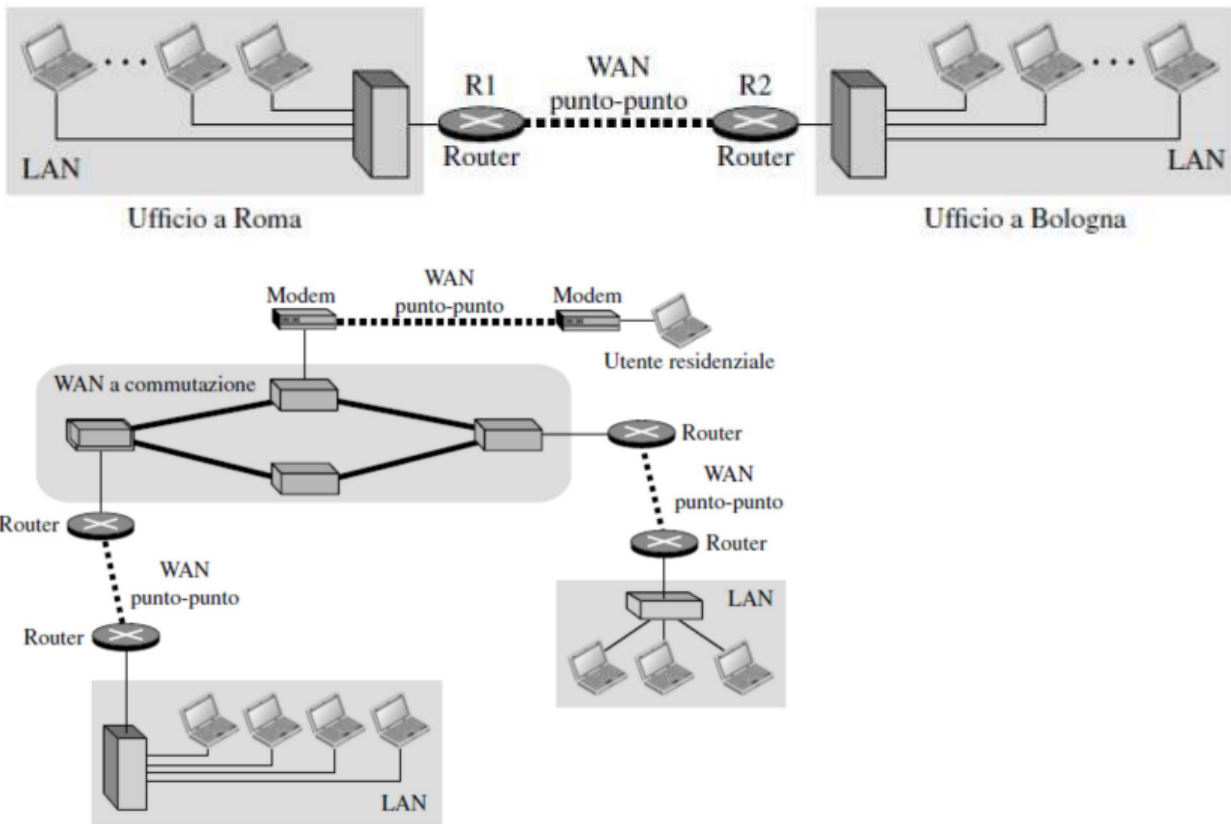 WAN
punto-punto
R1
R2
Router
Router
LAN
LAN
Ufficio a Roma
Ufficio a Bologna
WAN
punto-punto
Modem
Modem
Utente residenziale
WAN a commutazione
Router
WAN
punto-punto
Router
Router
WAN
punto-punto
Router
LAN
LAN